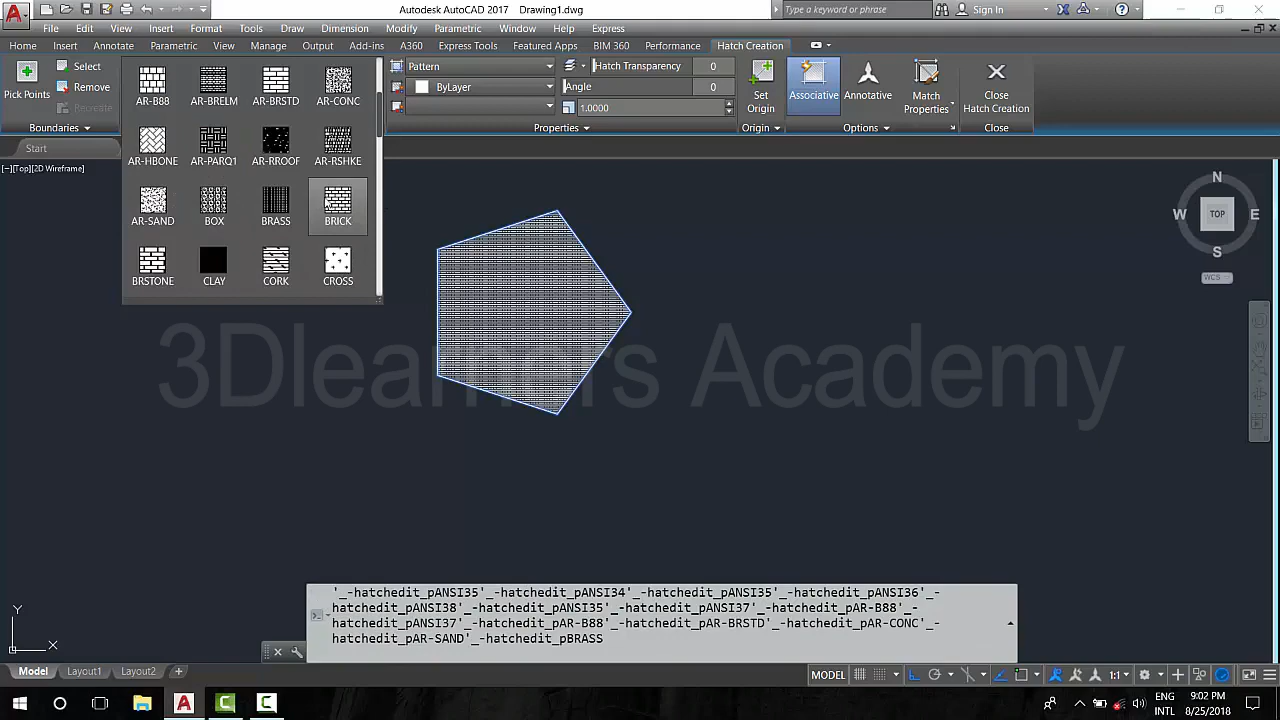 Autodesk AutoCAD 2017 Drawing1.dwg
Type a keyword or phrase
Sign In
File Edit View Insert Format Tools Draw Dimension Modify Parametric Window Help Express
Home Insert Annotate Parametric View Manage Output Add-ins A360 Express Tools Featured Apps BIM 360 Performance Hatch Creation
Pick Points
Select
Remove
Recreate
Boundaries
AR-B88 AR-BRELM AR-BRSTD AR-CONC
AR-HBONE AR-PARQ1 AR-RROOF AR-RSHKE
AR-SAND BOX BRASS BRICK
BRSTONE CLAY CORK CROSS
Pattern
ByLayer
Hatch Transparency 0
Angle 0
1.0000
Properties
Set
Origin
Origin
Associative
Annotative
Match
Properties
Options
Close
Hatch Creation
Close
Start
[−][Top][2D Wireframe]
N
W TOP E
S
WCS
3Dlearners Academy
'_-hatchedit_pANSI35'_-hatchedit_pANSI34'_-hatchedit_pANSI35'_-hatchedit_pANSI36'_-
hatchedit_pANSI38'_-hatchedit_pANSI35'_-hatchedit_pANSI37'_-hatchedit_pAR-B88'_-
hatchedit_pANSI37'_-hatchedit_pAR-B88'_-hatchedit_pAR-BRSTD'_-hatchedit_pAR-CONC'_-
hatchedit_pAR-SAND'_-hatchedit_pBRASS
Y
X
Model Layout1 Layout2 +
MODEL 1:1
ENG
INTL
9:02 PM
8/25/2018